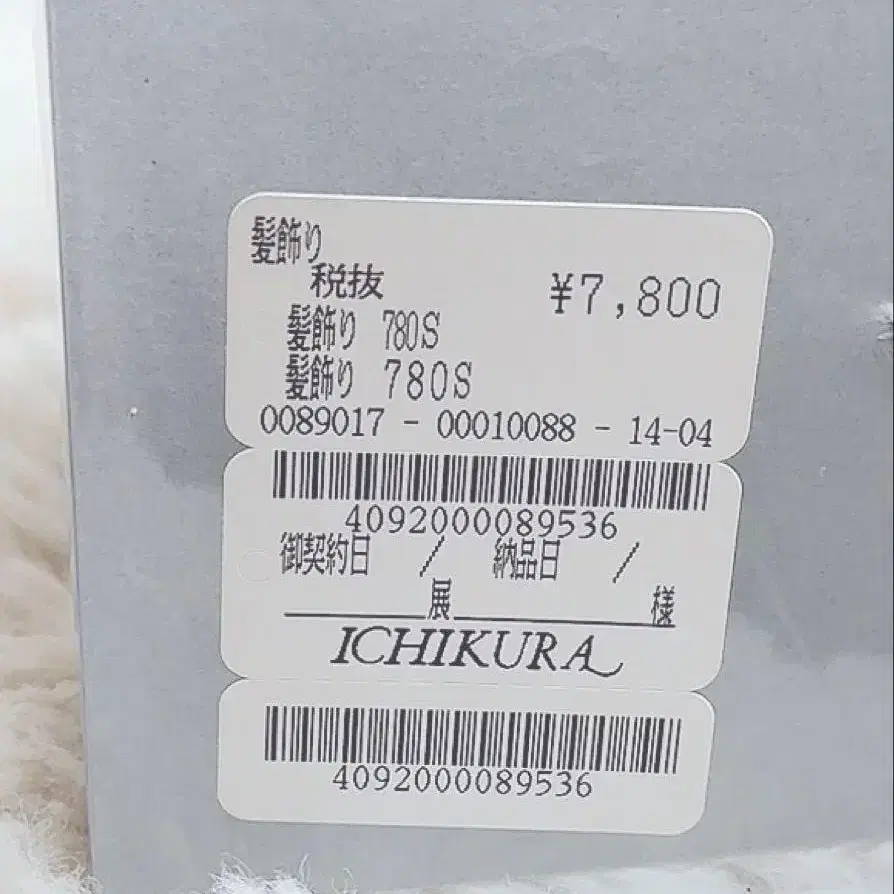 髪飾り
税抜 ¥7,800
髪飾り 780S
髪飾り 780S
0089017 - 00010088 - 14-04
4092000089536
御契約日 / 納品日 /
展 様
ICHIKURA
4092000089536